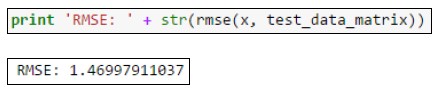 print 'RMSE: ' + str(rmse(x, test_data_matrix))
RMSE: 1.46997911037